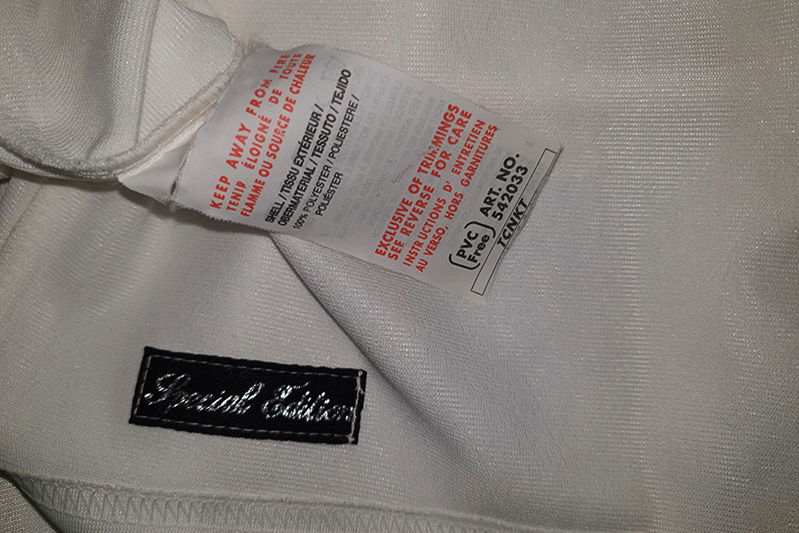 KEEP AWAY FROM FIRE
TENIR ÉLOIGNÉ DE TOUTE
FLAMME OU SOURCE DE CHALEUR
SHELL/TISSU EXTÉRIEUR/
OBERMATERIAL/TESSUTO/TEJIDO
100% POLYESTER/POLIESTERE/
POLIÉSTER
EXCLUSIVE OF TRIMMINGS
SEE REVERSE FOR CARE
INSTRUCTIONS D' ENTRETIEN
AU VERSO, HORS GARNITURES
PVC
Free
ART. NO.
542033
TCNKT
Special Edition